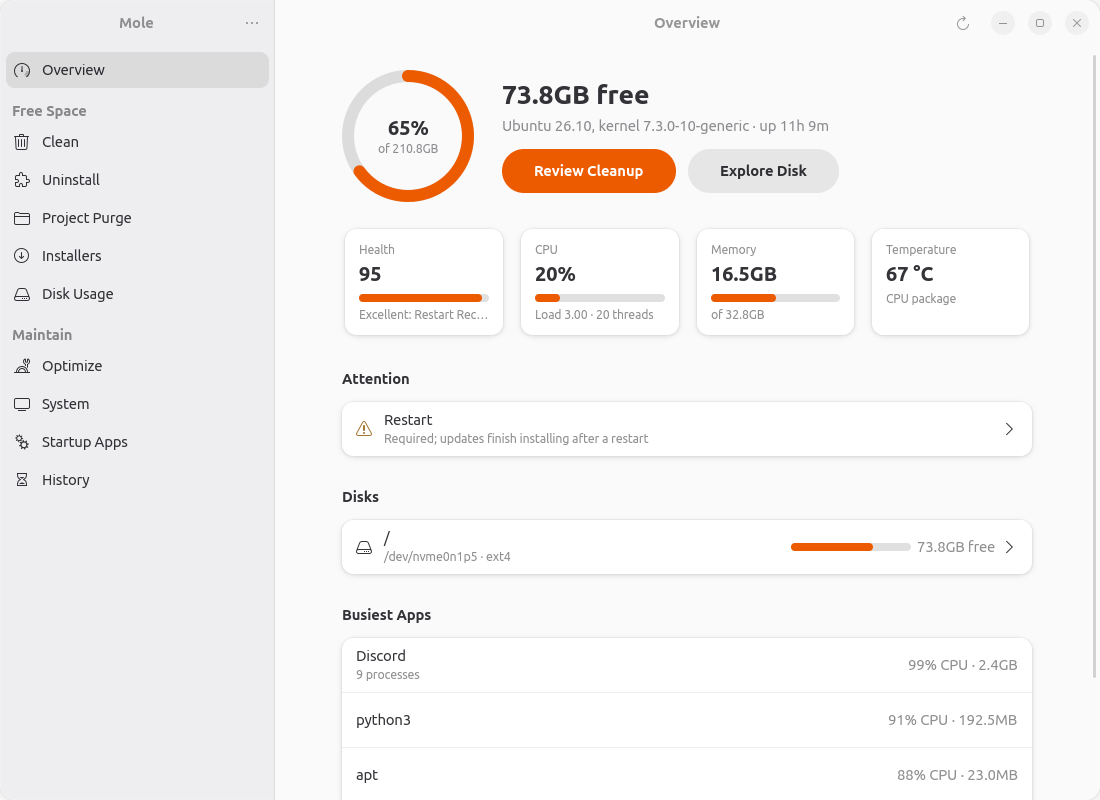 Mole
Overview
Overview
Free Space
Clean
Uninstall
Project Purge
Installers
Disk Usage
Maintain
Optimize
System
Startup Apps
History
65%
of 210.8GB
73.8GB free
Ubuntu 26.10, kernel 7.3.0-10-generic · up 11h 9m
Review Cleanup
Explore Disk
Health
95
Excellent: Restart Rec…
CPU
20%
Load 3.00 · 20 threads
Memory
16.5GB
of 32.8GB
Temperature
67 °C
CPU package
Attention
Restart
Required; updates finish installing after a restart
Disks
/
/dev/nvme0n1p5 · ext4
73.8GB free
Busiest Apps
Discord
9 processes
99% CPU · 2.4GB
python3
91% CPU · 192.5MB
apt
88% CPU · 23.0MB